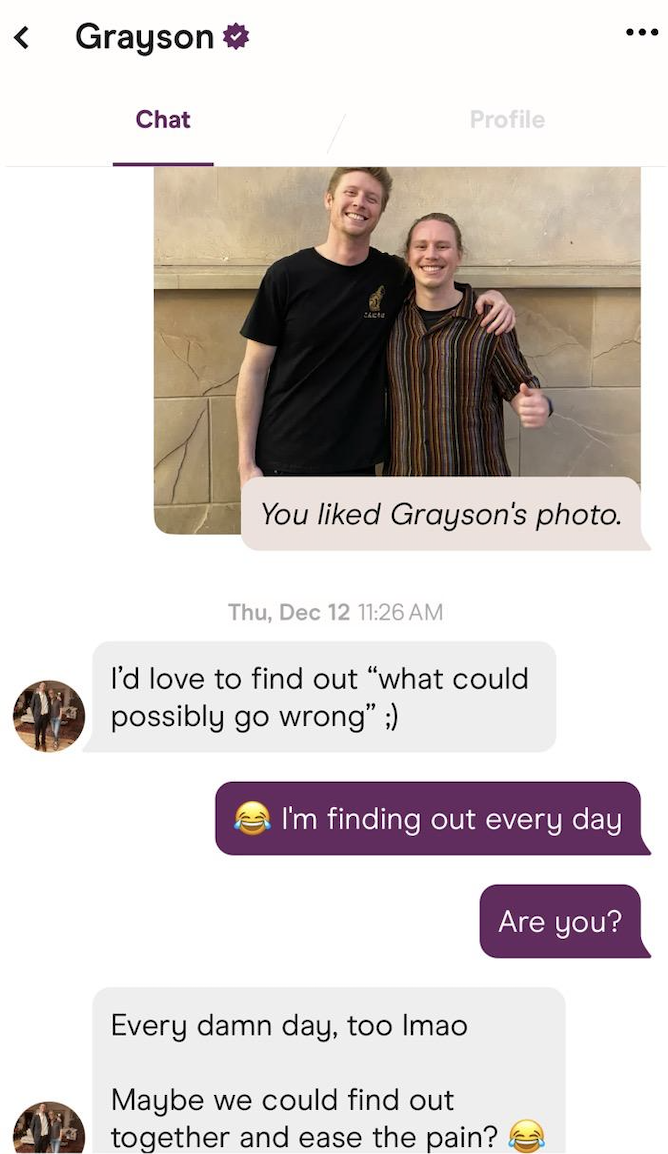 Grayson
Chat
Profile
You liked Grayson's photo.
Thu, Dec 12 11:26 AM
I’d love to find out “what could
possibly go wrong” ;)
😂 I'm finding out every day
Are you?
Every damn day, too lmao
Maybe we could find out
together and ease the pain? 😂